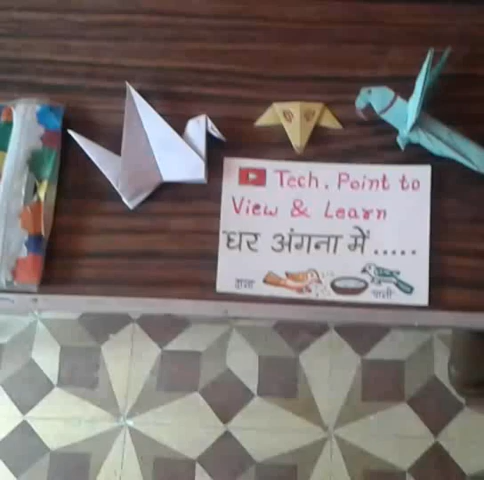 Tech. Point to
View & Learn
घर अंगना में.....
दाना
पानी